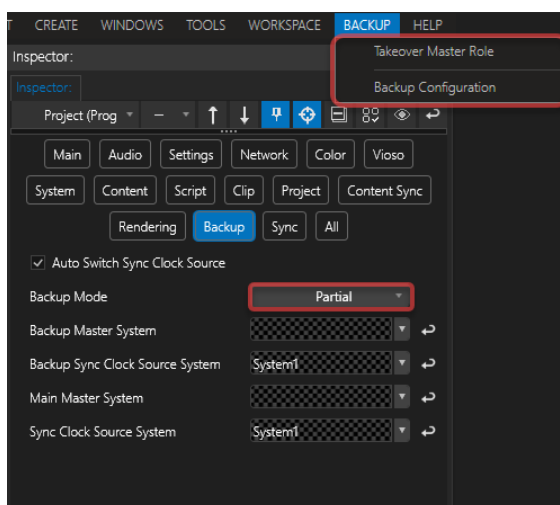 T CREATE WINDOWS TOOLS WORKSPACE BACKUP HELP
Takeover Master Role
Backup Configuration
Inspector:
Inspector:
Project (Prog
Main Audio Settings Network Color Vioso
System Content Script Clip Project Content Sync
Rendering Backup Sync All
Auto Switch Sync Clock Source
Backup Mode Partial
Backup Master System
Backup Sync Clock Source System System1
Main Master System
Sync Clock Source System System1